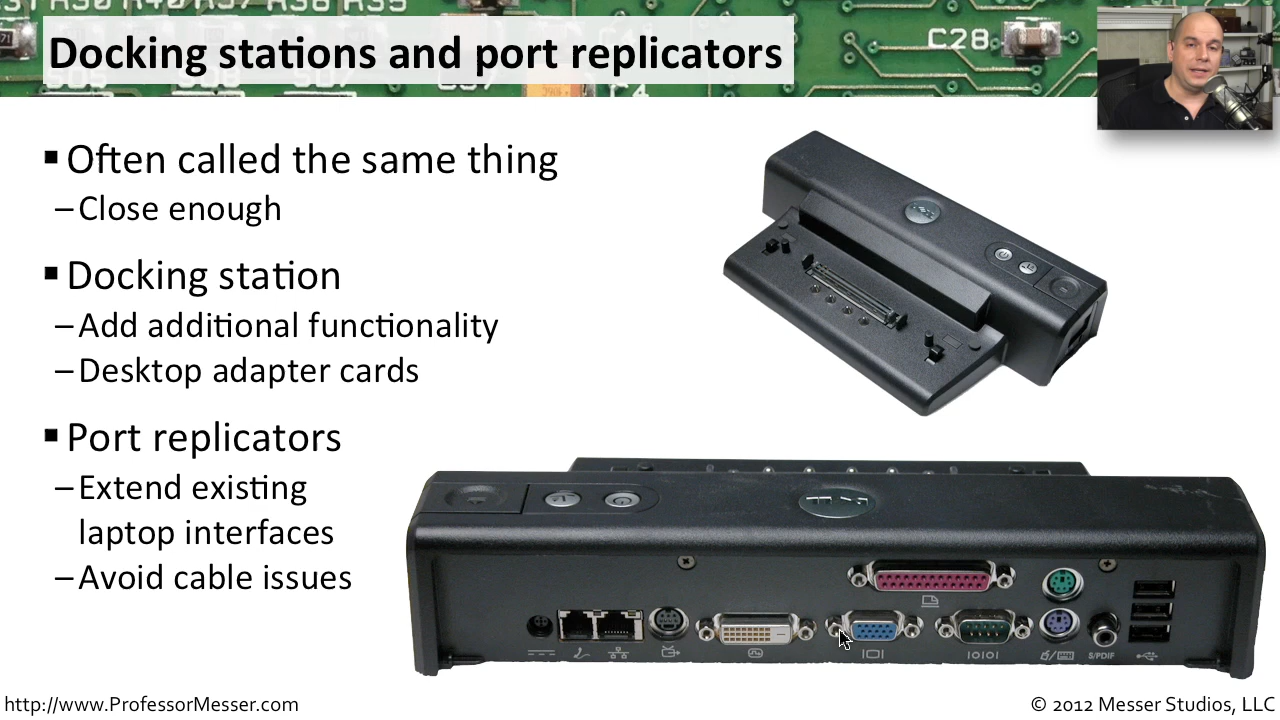 Docking stations and port replicators
C28
▪ Often called the same thing
– Close enough
▪ Docking station
– Add additional functionality
– Desktop adapter cards
▪ Port replicators
– Extend existing
laptop interfaces
– Avoid cable issues
|O|O|
S/PDIF
http://www.ProfessorMesser.com
© 2012 Messer Studios, LLC